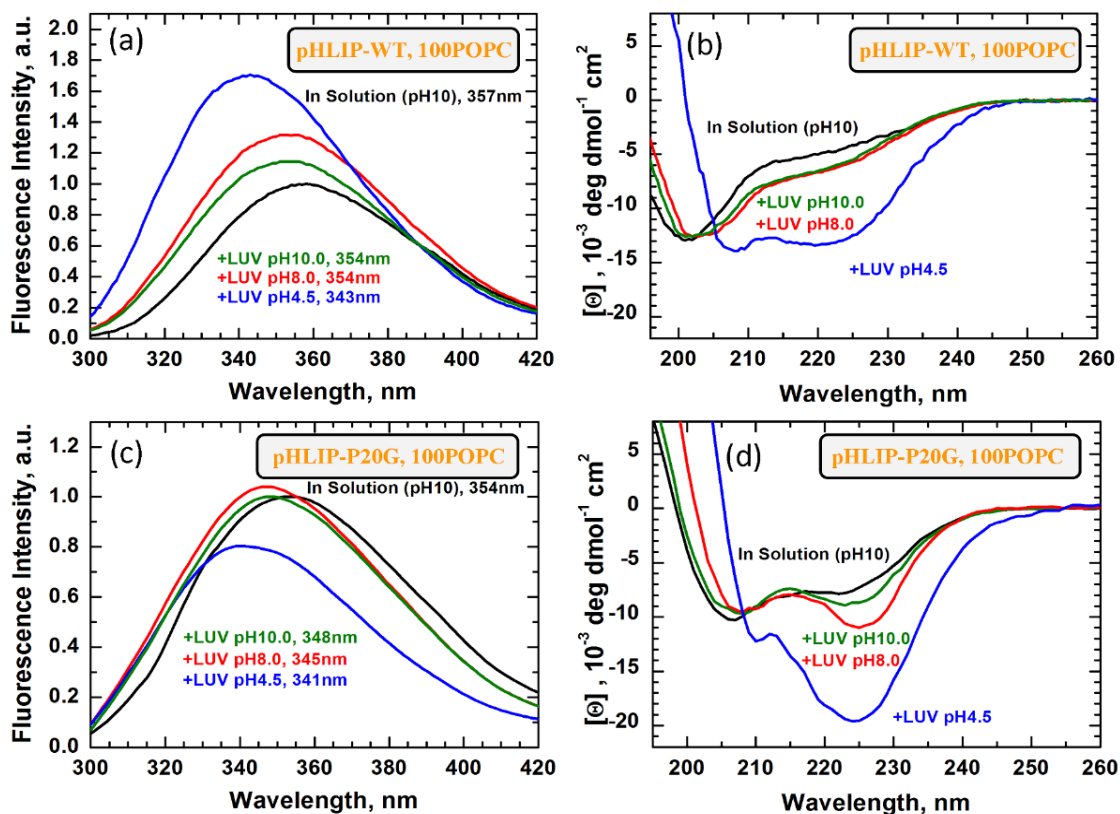 (a)
pHLIP-WT, 100POPC
In Solution (pH10), 357nm
+LUV pH10.0, 354nm
+LUV pH8.0, 354nm
+LUV pH4.5, 343nm
Fluorescence Intensity, a.u.
2.0
1.8
1.6
1.4
1.2
1.0
0.8
0.6
0.4
0.2
0.0
300 320 340 360 380 400 420
Wavelength, nm
(b)
pHLIP-WT, 100POPC
In Solution (pH10)
+LUV pH10.0
+LUV pH8.0
+LUV pH4.5
[Θ] , 10⁻³ deg dmol⁻¹ cm²
5
0
-5
-10
-15
-20
200 210 220 230 240 250 260
Wavelength, nm
(c)
pHLIP-P20G, 100POPC
In Solution (pH10), 354nm
+LUV pH10.0, 348nm
+LUV pH8.0, 345nm
+LUV pH4.5, 341nm
Fluorescence Intensity, a.u.
1.2
1.0
0.8
0.6
0.4
0.2
0.0
300 320 340 360 380 400 420
Wavelength, nm
(d)
pHLIP-P20G, 100POPC
In Solution (pH10)
+LUV pH10.0
+LUV pH8.0
+LUV pH4.5
[Θ] , 10⁻³ deg dmol⁻¹ cm²
5
0
-5
-10
-15
-20
200 210 220 230 240 250 260
Wavelength, nm